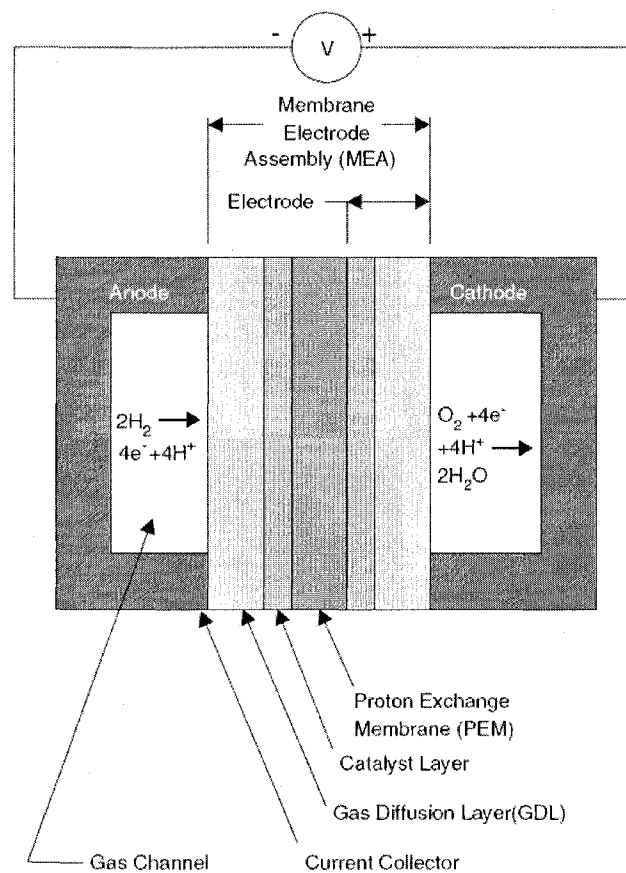 - V +
Membrane
Electrode
Assembly (MEA)
Electrode
Anode
Cathode
2H₂ →
4e⁻+4H⁺
O₂ +4e⁻
+4H⁺ →
2H₂O
Proton Exchange
Membrane (PEM)
Catalyst Layer
Gas Diffusion Layer(GDL)
Gas Channel
Current Collector